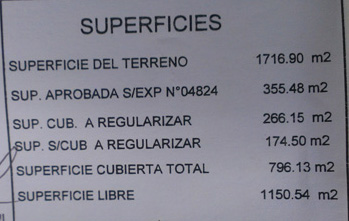 SUPERFICIES
SUPERFICIE DEL TERRENO 1716.90 m2
SUP. APROBADA S/EXP N°04824 355.48 m2
SUP. CUB. A REGULARIZAR 266.15 m2
SUP. S/CUB A REGULARIZAR 174.50 m2
SUPERFICIE CUBIERTA TOTAL 796.13 m2
SUPERFICIE LIBRE 1150.54 m2